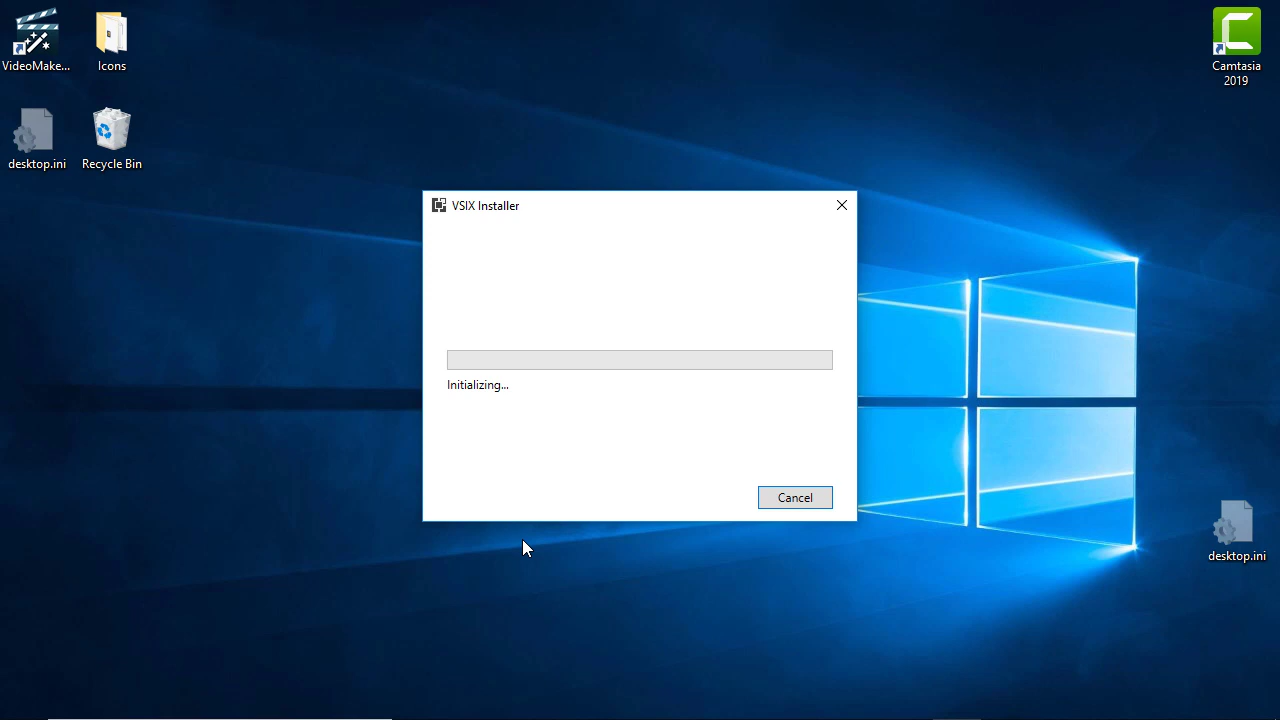 VideoMake...
Icons
Camtasia
2019
desktop.ini
Recycle Bin
VSIX Installer
Initializing...
Cancel
desktop.ini